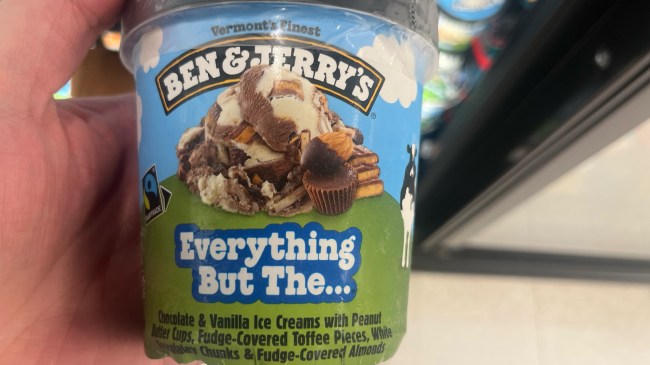 Vermont's Finest
BEN & JERRY'S
Everything
But The...
Chocolate & Vanilla Ice Creams with Peanut
Butter Cups, Fudge-Covered Toffee Pieces, White
Chocolatey Chunks & Fudge-Covered Almonds